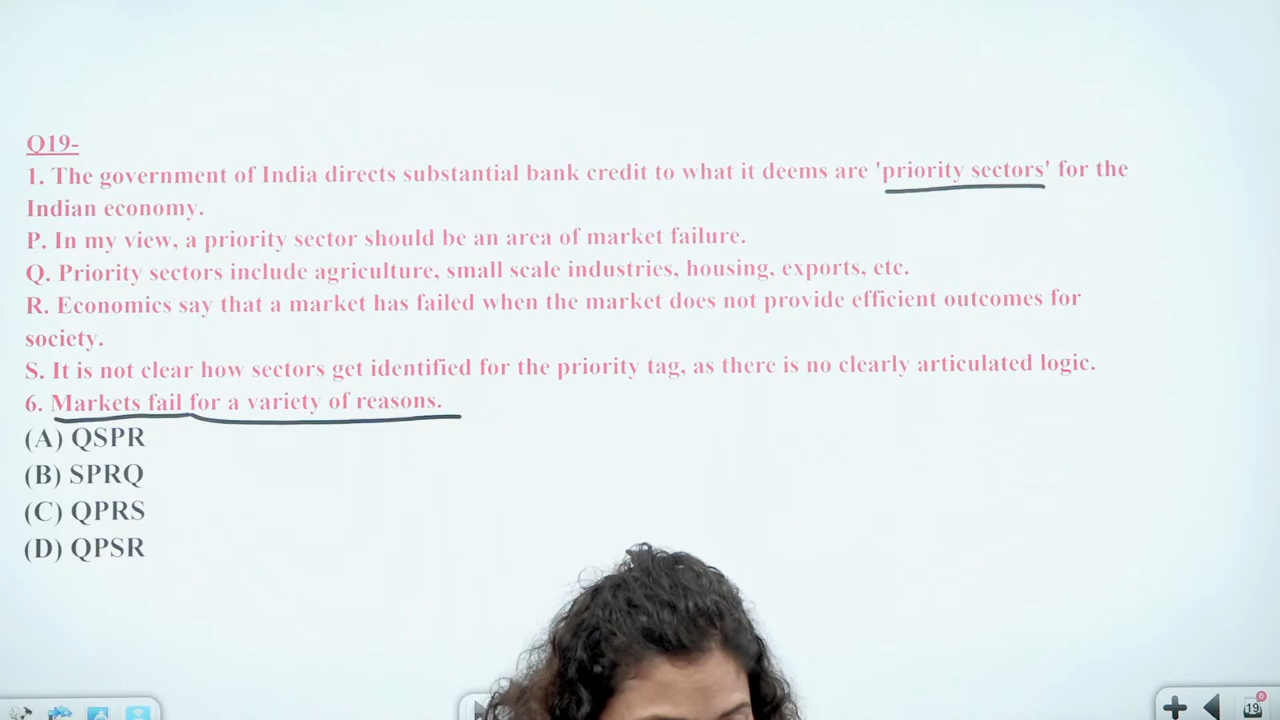 Q19-
1. The government of India directs substantial bank credit to what it deems are 'priority sectors' for the
Indian economy.
P. In my view, a priority sector should be an area of market failure.
Q. Priority sectors include agriculture, small scale industries, housing, exports, etc.
R. Economics say that a market has failed when the market does not provide efficient outcomes for
society.
S. It is not clear how sectors get identified for the priority tag, as there is no clearly articulated logic.
6. Markets fail for a variety of reasons.
(A) QSPR
(B) SPRQ
(C) QPRS
(D) QPSR
19
6